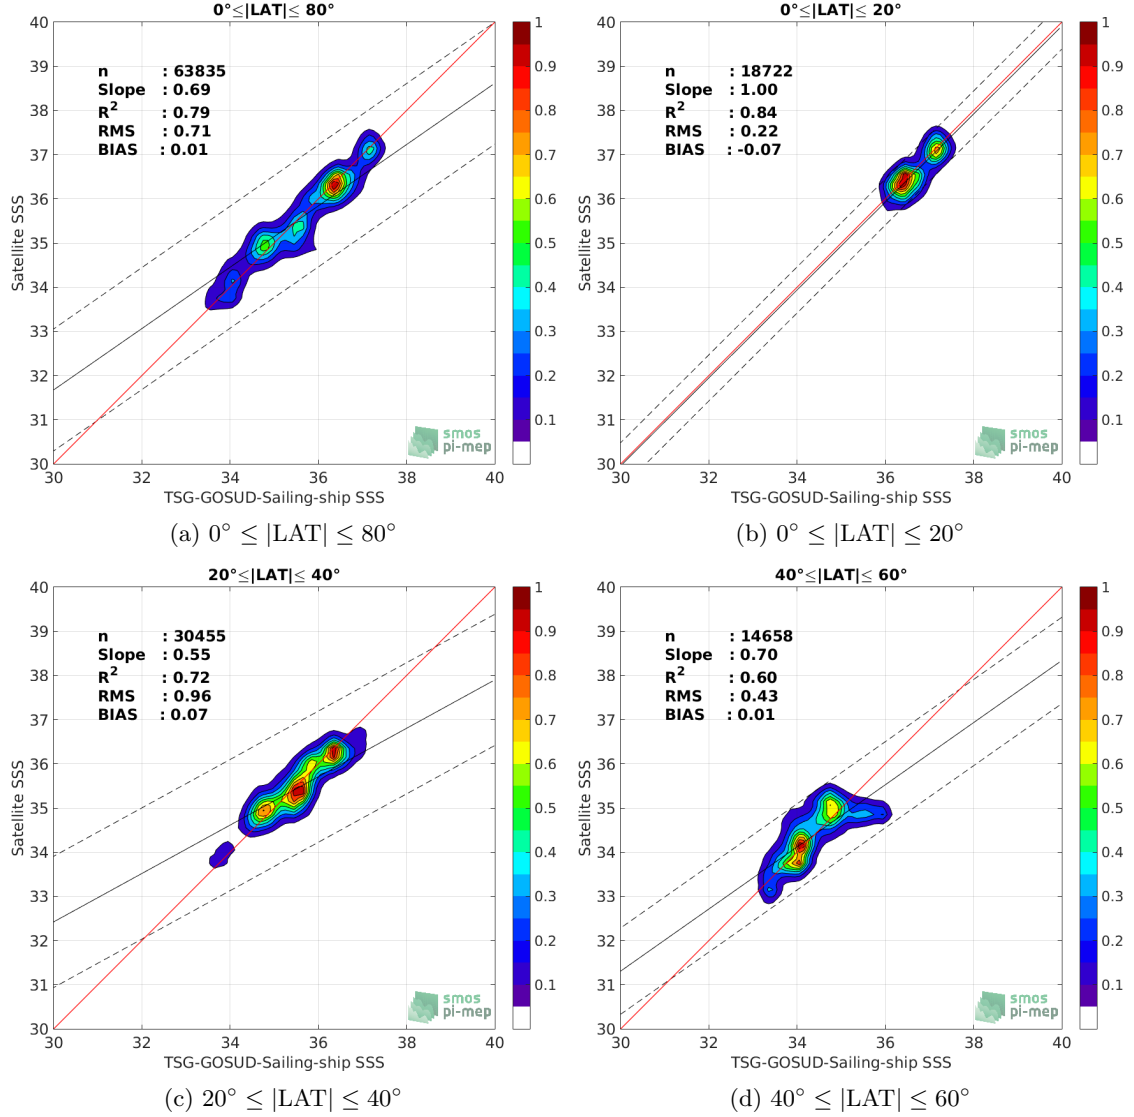 0°≤|LAT|≤ 80°
40
39
38
37
36
35
34
33
32
31
30
30
32
34
36
38
40
Satellite SSS
TSG-GOSUD-Sailing-ship SSS
n : 63835
Slope : 0.69
R² : 0.79
RMS : 0.71
BIAS : 0.01
smos
pi-mep
1
0.9
0.8
0.7
0.6
0.5
0.4
0.3
0.2
0.1
(a) 0° ≤ |LAT| ≤ 80°
0°≤|LAT|≤ 20°
40
39
38
37
36
35
34
33
32
31
30
30
32
34
36
38
40
Satellite SSS
TSG-GOSUD-Sailing-ship SSS
n : 18722
Slope : 1.00
R² : 0.84
RMS : 0.22
BIAS : -0.07
smos
pi-mep
1
0.9
0.8
0.7
0.6
0.5
0.4
0.3
0.2
0.1
(b) 0° ≤ |LAT| ≤ 20°
20°≤|LAT|≤ 40°
40
39
38
37
36
35
34
33
32
31
30
30
32
34
36
38
40
Satellite SSS
TSG-GOSUD-Sailing-ship SSS
n : 30455
Slope : 0.55
R² : 0.72
RMS : 0.96
BIAS : 0.07
smos
pi-mep
1
0.9
0.8
0.7
0.6
0.5
0.4
0.3
0.2
0.1
(c) 20° ≤ |LAT| ≤ 40°
40°≤|LAT|≤ 60°
40
39
38
37
36
35
34
33
32
31
30
30
32
34
36
38
40
Satellite SSS
TSG-GOSUD-Sailing-ship SSS
n : 14658
Slope : 0.70
R² : 0.60
RMS : 0.43
BIAS : 0.01
smos
pi-mep
1
0.9
0.8
0.7
0.6
0.5
0.4
0.3
0.2
0.1
(d) 40° ≤ |LAT| ≤ 60°